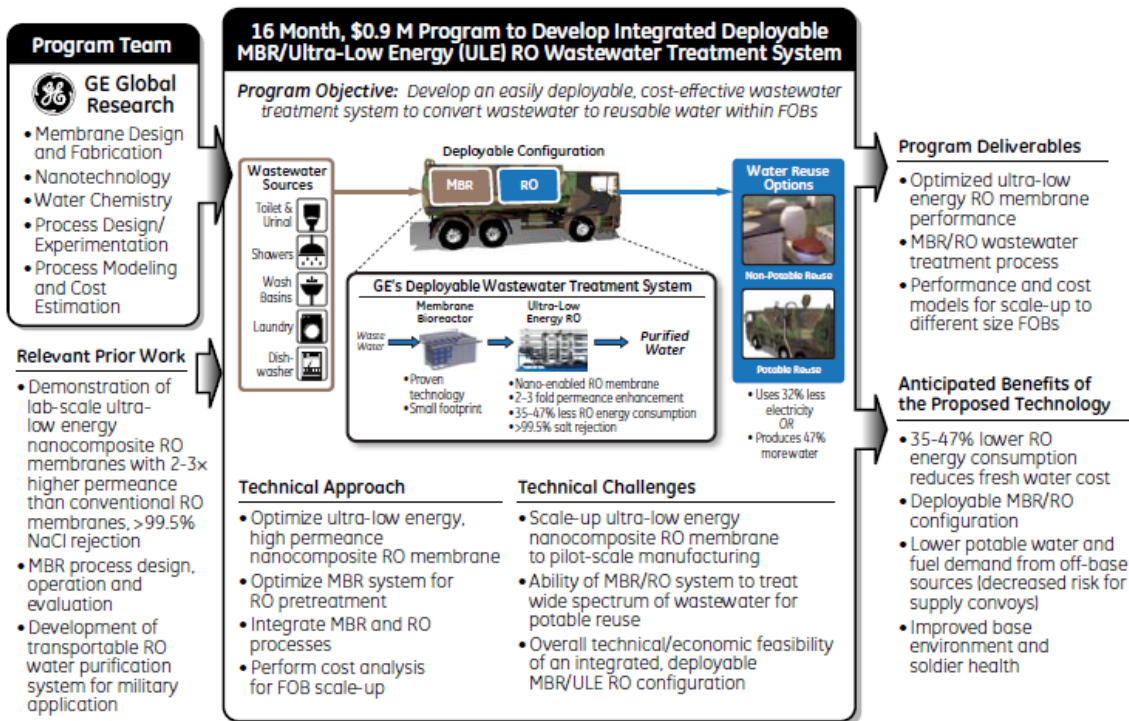 Program Team
GE Global
Research
• Membrane Design
and Fabrication
• Nanotechnology
• Water Chemistry
• Process Design/
Experimentation
• Process Modeling
and Cost
Estimation
Relevant Prior Work
• Demonstration of
lab-scale ultra-
low energy
nanocomposite RO
membranes with 2-3x
higher permeance
than conventional RO
membranes, >99.5%
NaCl rejection
• MBR process design,
operation and
evaluation
• Development of
transportable RO
water purification
system for military
application
16 Month, $0.9 M Program to Develop Integrated Deployable
MBR/Ultra-Low Energy (ULE) RO Wastewater Treatment System
Program Objective: Develop an easily deployable, cost-effective wastewater
treatment system to convert wastewater to reusable water within FOBs
Wastewater
Sources
Toilet &
Urinal
Showers
Wash
Basins
Laundry
Dish-
washer
Deployable Configuration
MBR
RO
GE's Deployable Wastewater Treatment System
Membrane
Bioreactor
Ultra-Low
Energy RO
Waste
Water
Purified
Water
• Proven
technology
• Small footprint
• Nano-enabled RO membrane
• 2-3 fold permeance enhancement
• 35-47% less RO energy consumption
• >99.5% salt rejection
Water Reuse
Options
Non-Potable Reuse
Potable Reuse
• Uses 32% less
electricity
OR
• Produces 47%
more water
Technical Approach
• Optimize ultra-low energy,
high permeance
nanocomposite RO membrane
• Optimize MBR system for
RO pretreatment
• Integrate MBR and RO
processes
• Perform cost analysis
for FOB scale-up
Technical Challenges
• Scale-up ultra-low energy
nanocomposite RO membrane
to pilot-scale manufacturing
• Ability of MBR/RO system to treat
wide spectrum of wastewater for
potable reuse
• Overall technical/economic feasibility
of an integrated, deployable
MBR/ULE RO configuration
Program Deliverables
• Optimized ultra-low
energy RO membrane
performance
• MBR/RO wastewater
treatment process
• Performance and cost
models for scale-up to
different size FOBs
Anticipated Benefits of
the Proposed Technology
• 35-47% lower RO
energy consumption
reduces fresh water cost
• Deployable MBR/RO
configuration
• Lower potable water and
fuel demand from off-base
sources (decreased risk for
supply convoys)
• Improved base
environment and
soldier health